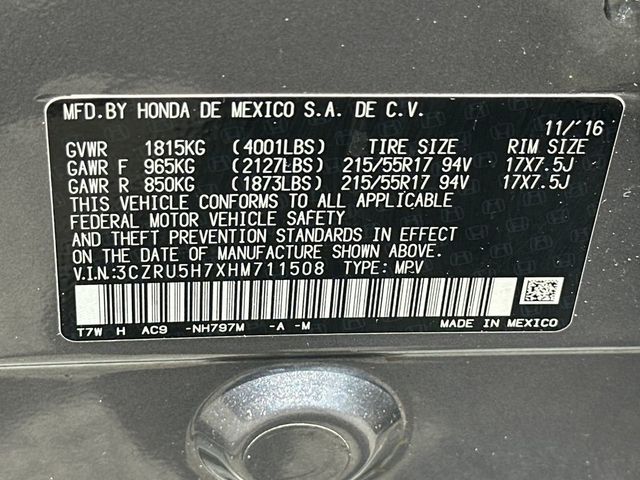 MFD.BY HONDA DE MEXICO S.A. DE C.V.
11/'16
GVWR 1815KG (4001LBS) TIRE SIZE RIM SIZE
GAWR F 965KG (2127LBS) 215/55R17 94V 17X7.5J
GAWR R 850KG (1873LBS) 215/55R17 94V 17X7.5J
THIS VEHICLE CONFORMS TO ALL APPLICABLE
FEDERAL MOTOR VEHICLE SAFETY
AND THEFT PREVENTION STANDARDS IN EFFECT
ON THE DATE OF MANUFACTURE SHOWN ABOVE.
V.I.N.:3CZRU5H7XHM711508 TYPE: MPV
T7W H AC9 -NH797M -A -M MADE IN MEXICO